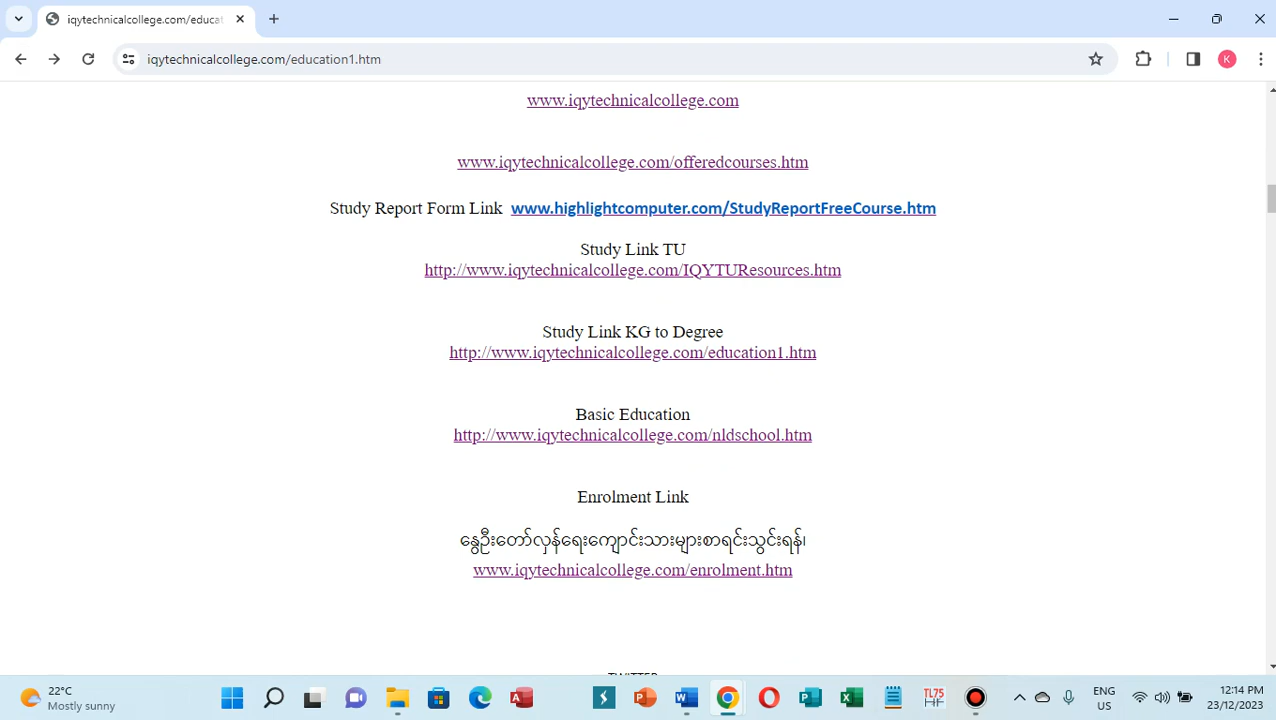 iqytechnicalcollege.com/educat
iqytechnicalcollege.com/education1.htm
K
www.iqytechnicalcollege.com
www.iqytechnicalcollege.com/offeredcourses.htm
Study Report Form Link www.highlightcomputer.com/StudyReportFreeCourse.htm
Study Link TU
http://www.iqytechnicalcollege.com/IQYTUResources.htm
Study Link KG to Degree
http://www.iqytechnicalcollege.com/education1.htm
Basic Education
http://www.iqytechnicalcollege.com/nldschool.htm
Enrolment Link
နွေဦးတော်လှန်ရေးကျောင်းသားများစာရင်းသွင်းရန်၊
www.iqytechnicalcollege.com/enrolment.htm
TWITTER
22°C
Mostly sunny
TL75
ENG
US
12:14 PM
23/12/2023